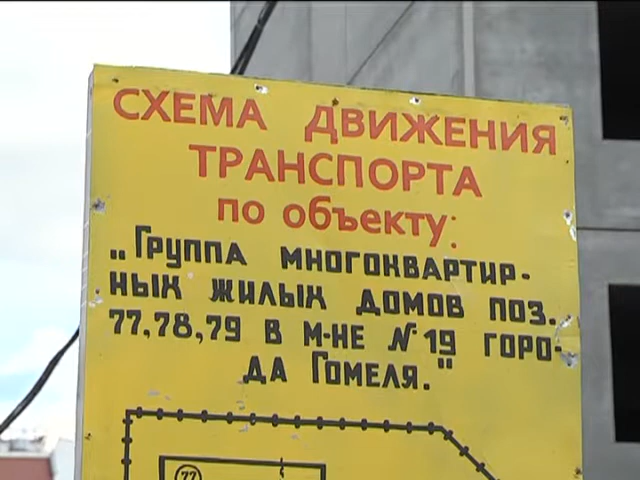 СХЕМА ДВИЖЕНИЯ
ТРАНСПОРТА
по объекту:
„Группа многоквартир-
ных жилых домов поз.
77,78,79 в м-не №19 горо-
да Гомеля."
77